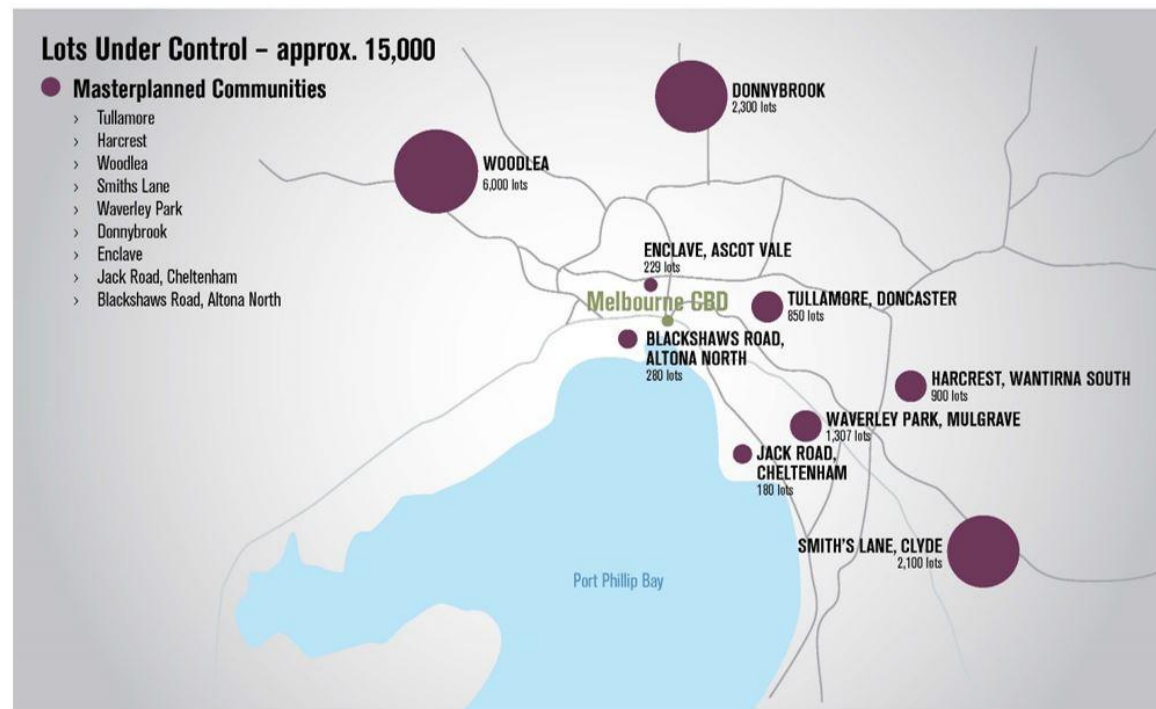 Lots Under Control – approx. 15,000
Masterplanned Communities
› Tullamore
› Harcrest
› Woodlea
› Smiths Lane
› Waverley Park
› Donnybrook
› Enclave
› Jack Road, Cheltenham
› Blackshaws Road, Altona North
DONNYBROOK
2,300 lots
WOODLEA
6,000 lots
ENCLAVE, ASCOT VALE
229 lots
Melbourne CBD
TULLAMORE, DONCASTER
850 lots
BLACKSHAWS ROAD,
ALTONA NORTH
280 lots
HARCREST, WANTIRNA SOUTH
900 lots
WAVERLEY PARK, MULGRAVE
1,307 lots
JACK ROAD,
CHELTENHAM
180 lots
SMITH'S LANE, CLYDE
2,100 lots
Port Phillip Bay